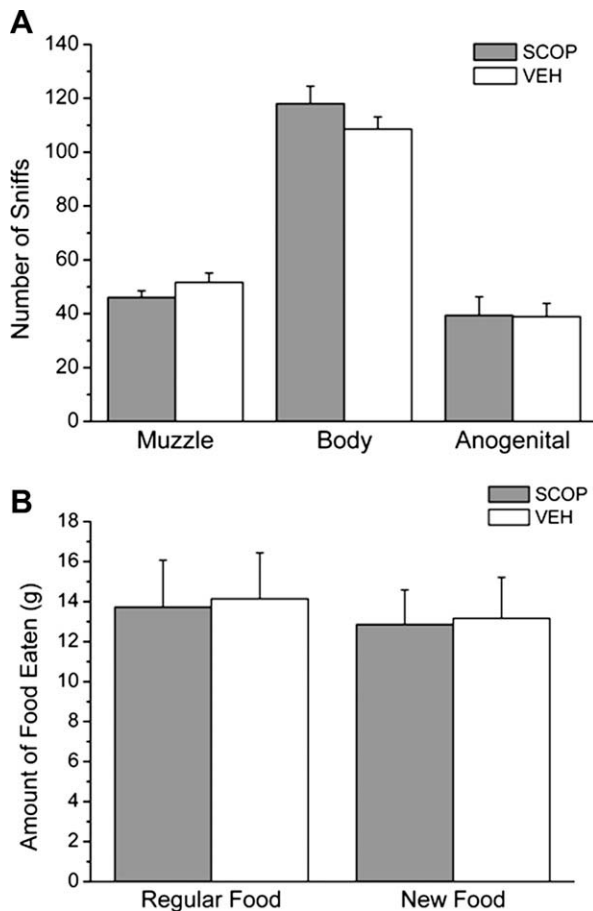 A
140
120
100
80
60
40
20
0
Number of Sniffs
SCOP
VEH
Muzzle Body Anogenital
B
18
16
14
12
10
8
6
4
2
0
Amount of Food Eaten (g)
SCOP
VEH
Regular Food New Food